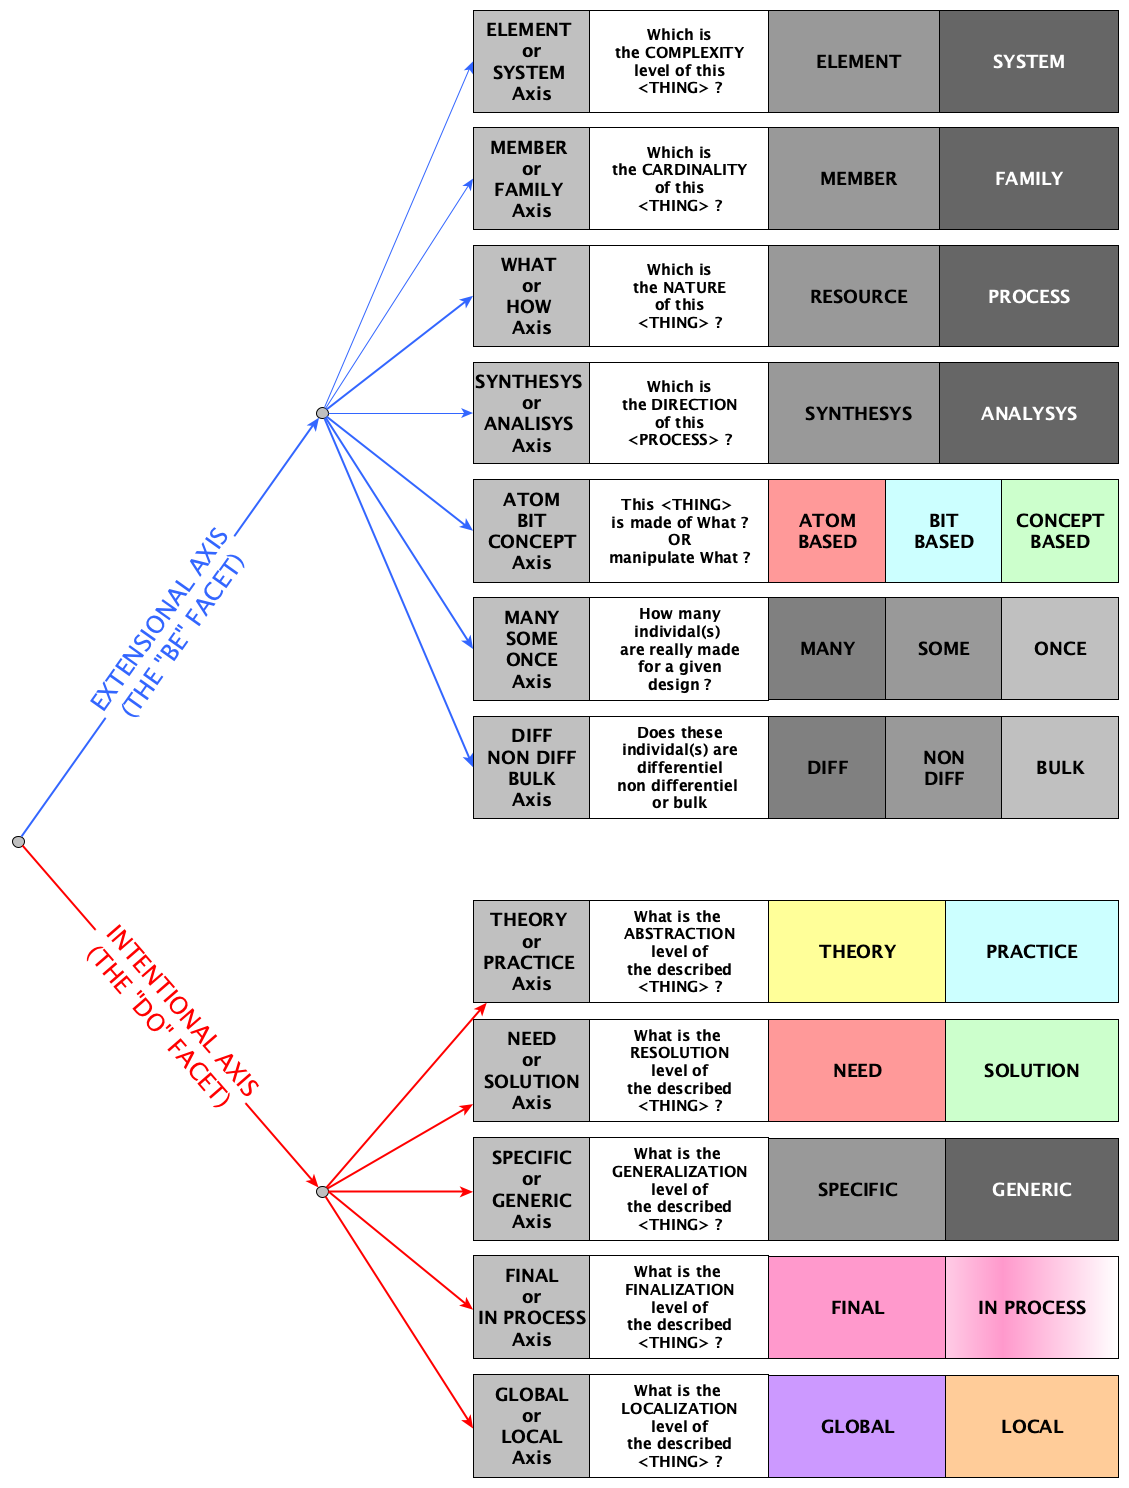 ELEMENT
or
SYSTEM
Axis
Which is
the COMPLEXITY
level of this
<THING> ?
ELEMENT
SYSTEM
MEMBER
or
FAMILY
Axis
Which is
the CARDINALITY
of this
<THING> ?
MEMBER
FAMILY
WHAT
or
HOW
Axis
Which is
the NATURE
of this
<THING> ?
RESOURCE
PROCESS
SYNTHESYS
or
ANALISYS
Axis
Which is
the DIRECTION
of this
<PROCESS> ?
SYNTHESYS
ANALYSYS
ATOM
BIT
CONCEPT
Axis
This <THING>
is made of What ?
OR
manipulate What ?
ATOM
BASED
BIT
BASED
CONCEPT
BASED
EXTENSIONAL AXIS
(THE "BE" FACET)
MANY
SOME
ONCE
Axis
How many
individal(s)
are really made
for a given
design ?
MANY
SOME
ONCE
DIFF
NON DIFF
BULK
Axis
Does these
individal(s) are
differentiel
non differentiel
or bulk
DIFF
NON
DIFF
BULK
THEORY
or
PRACTICE
Axis
What is the
ABSTRACTION
level of
the described
<THING> ?
THEORY
PRACTICE
INTENTIONAL AXIS
(THE "DO" FACET)
NEED
or
SOLUTION
Axis
What is the
RESOLUTION
level of
the described
<THING> ?
NEED
SOLUTION
SPECIFIC
or
GENERIC
Axis
What is the
GENERALIZATION
level of
the described
<THING> ?
SPECIFIC
GENERIC
FINAL
or
IN PROCESS
Axis
What is the
FINALIZATION
level of
the described
<THING> ?
FINAL
IN PROCESS
GLOBAL
or
LOCAL
Axis
What is the
LOCALIZATION
level of
the described
<THING> ?
GLOBAL
LOCAL